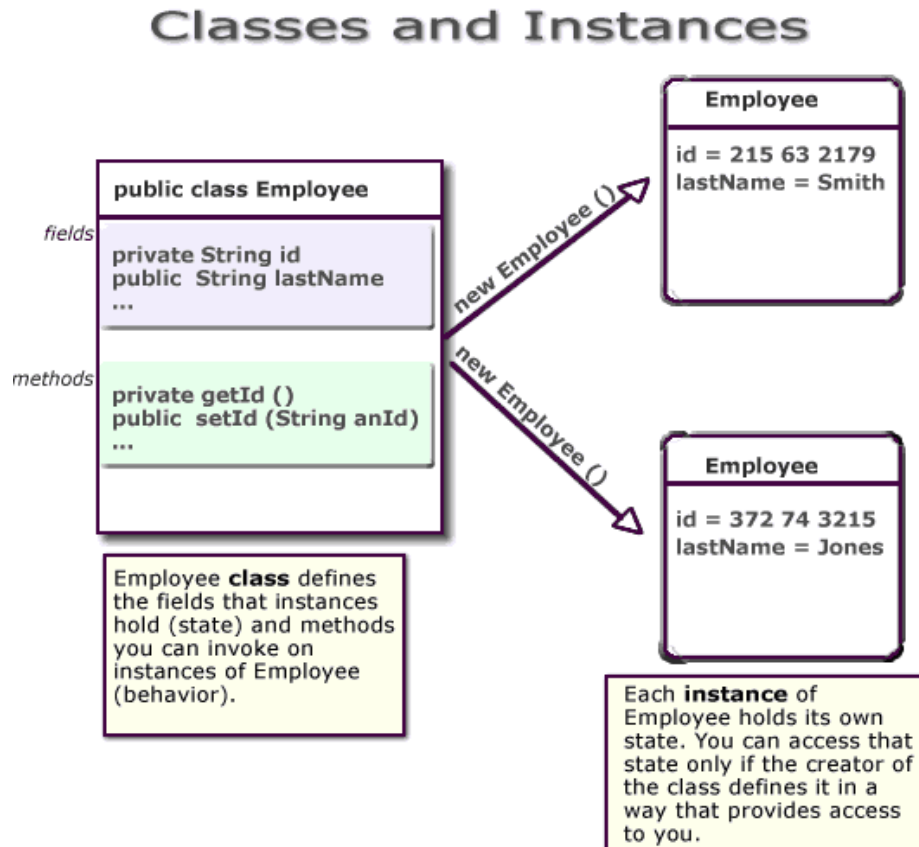 Classes and Instances
public class Employee
fields
private String id
public  String lastName
...
methods
private getId ()
public  setId (String anId)
...
Employee class defines
the fields that instances
hold (state) and methods
you can invoke on
instances of Employee
(behavior).
new Employee ()
new Employee ()
Employee
id = 215 63 2179
lastName = Smith
Employee
id = 372 74 3215
lastName = Jones
Each instance of
Employee holds its own
state. You can access that
state only if the creator of
the class defines it in a
way that provides access
to you.